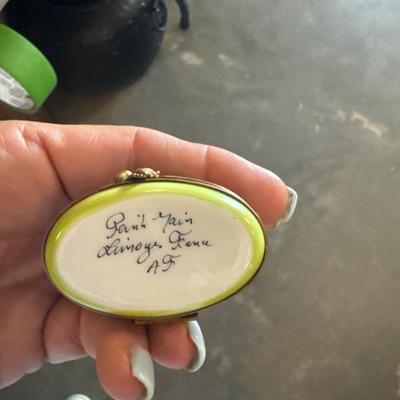 Peint Main
Limoges France
AF